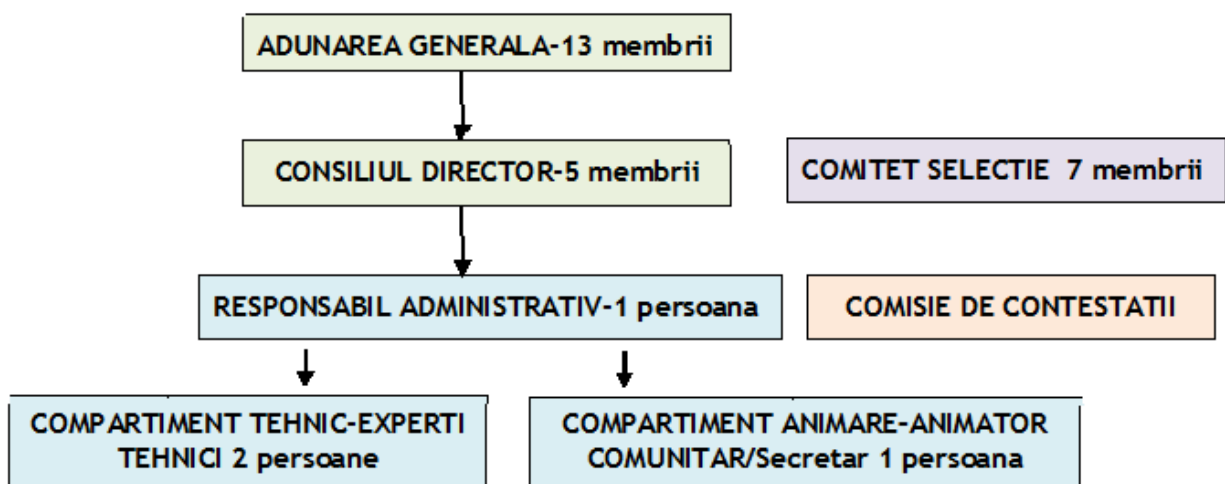 ADUNAREA GENERALA-13 membrii
CONSILIUL DIRECTOR-5 membrii
COMITET SELECTIE 7 membrii
RESPONSABIL ADMINISTRATIV-1 persoana
COMISIE DE CONTESTATII
COMPARTIMENT TEHNIC-EXPERTI
TEHNICI 2 persoane
COMPARTIMENT ANIMARE-ANIMATOR
COMUNITAR/Secretar 1 persoana